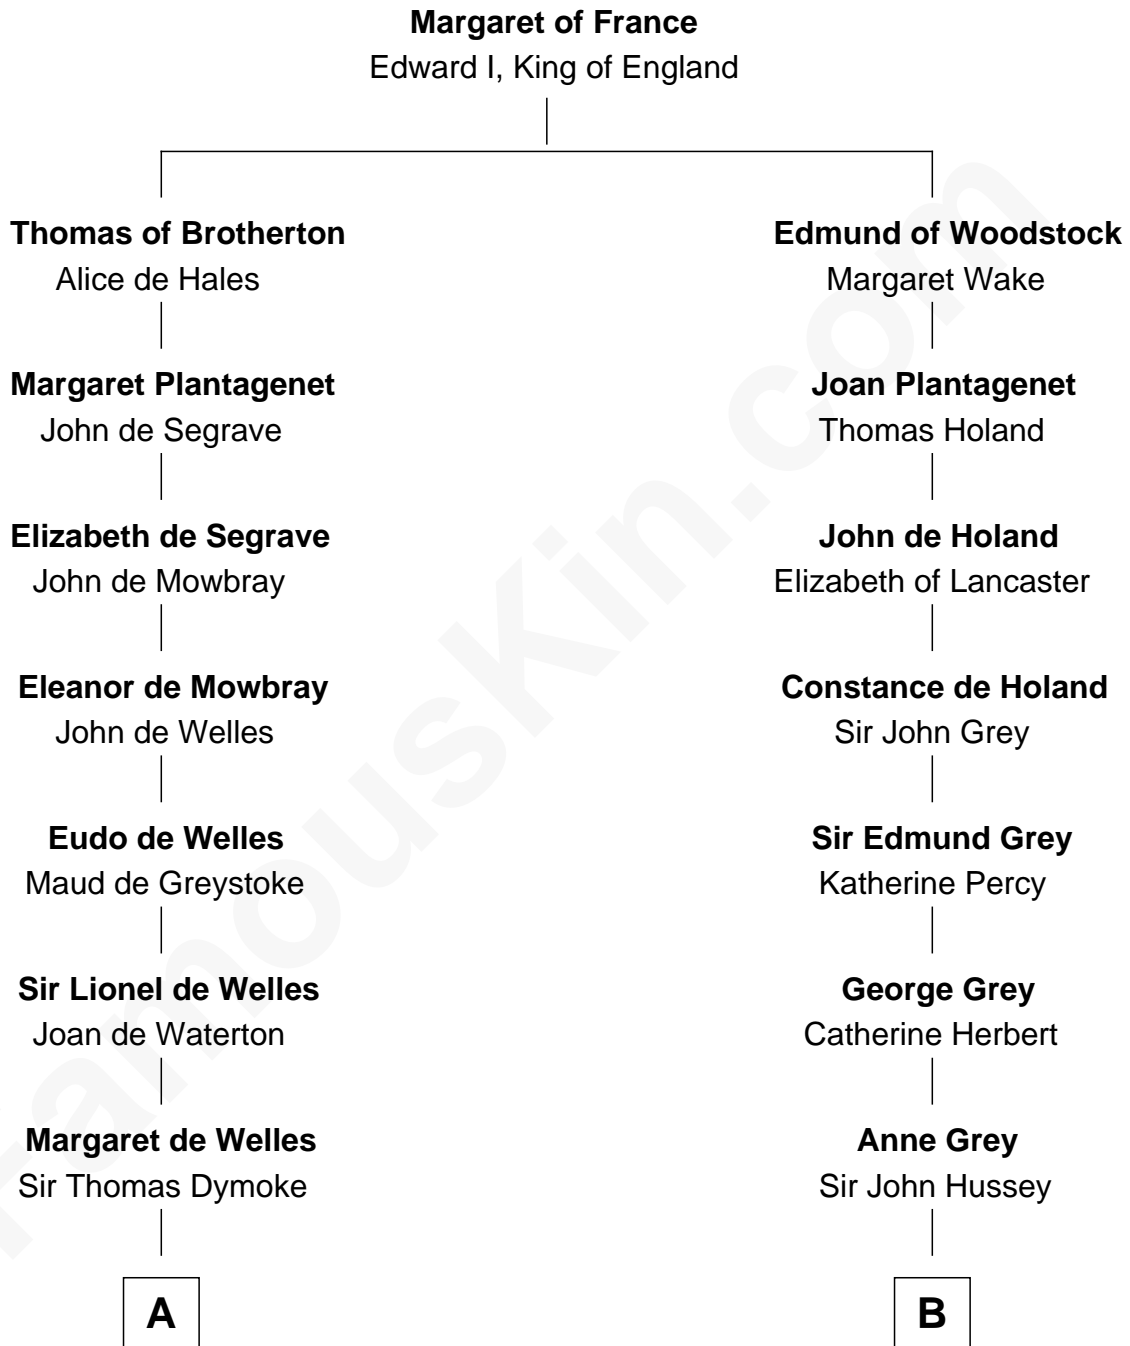 Margaret of France
Edward I, King of England
Thomas of Brotherton
Alice de Hales
Edmund of Woodstock
Margaret Wake
Margaret Plantagenet
John de Segrave
Joan Plantagenet
Thomas Holand
Elizabeth de Segrave
John de Mowbray
John de Holand
Elizabeth of Lancaster
Eleanor de Mowbray
John de Welles
Constance de Holand
Sir John Grey
Eudo de Welles
Maud de Greystoke
Sir Edmund Grey
Katherine Percy
Sir Lionel de Welles
Joan de Waterton
George Grey
Catherine Herbert
Margaret de Welles
Sir Thomas Dymoke
Anne Grey
Sir John Hussey
A
B
FamousKin.com